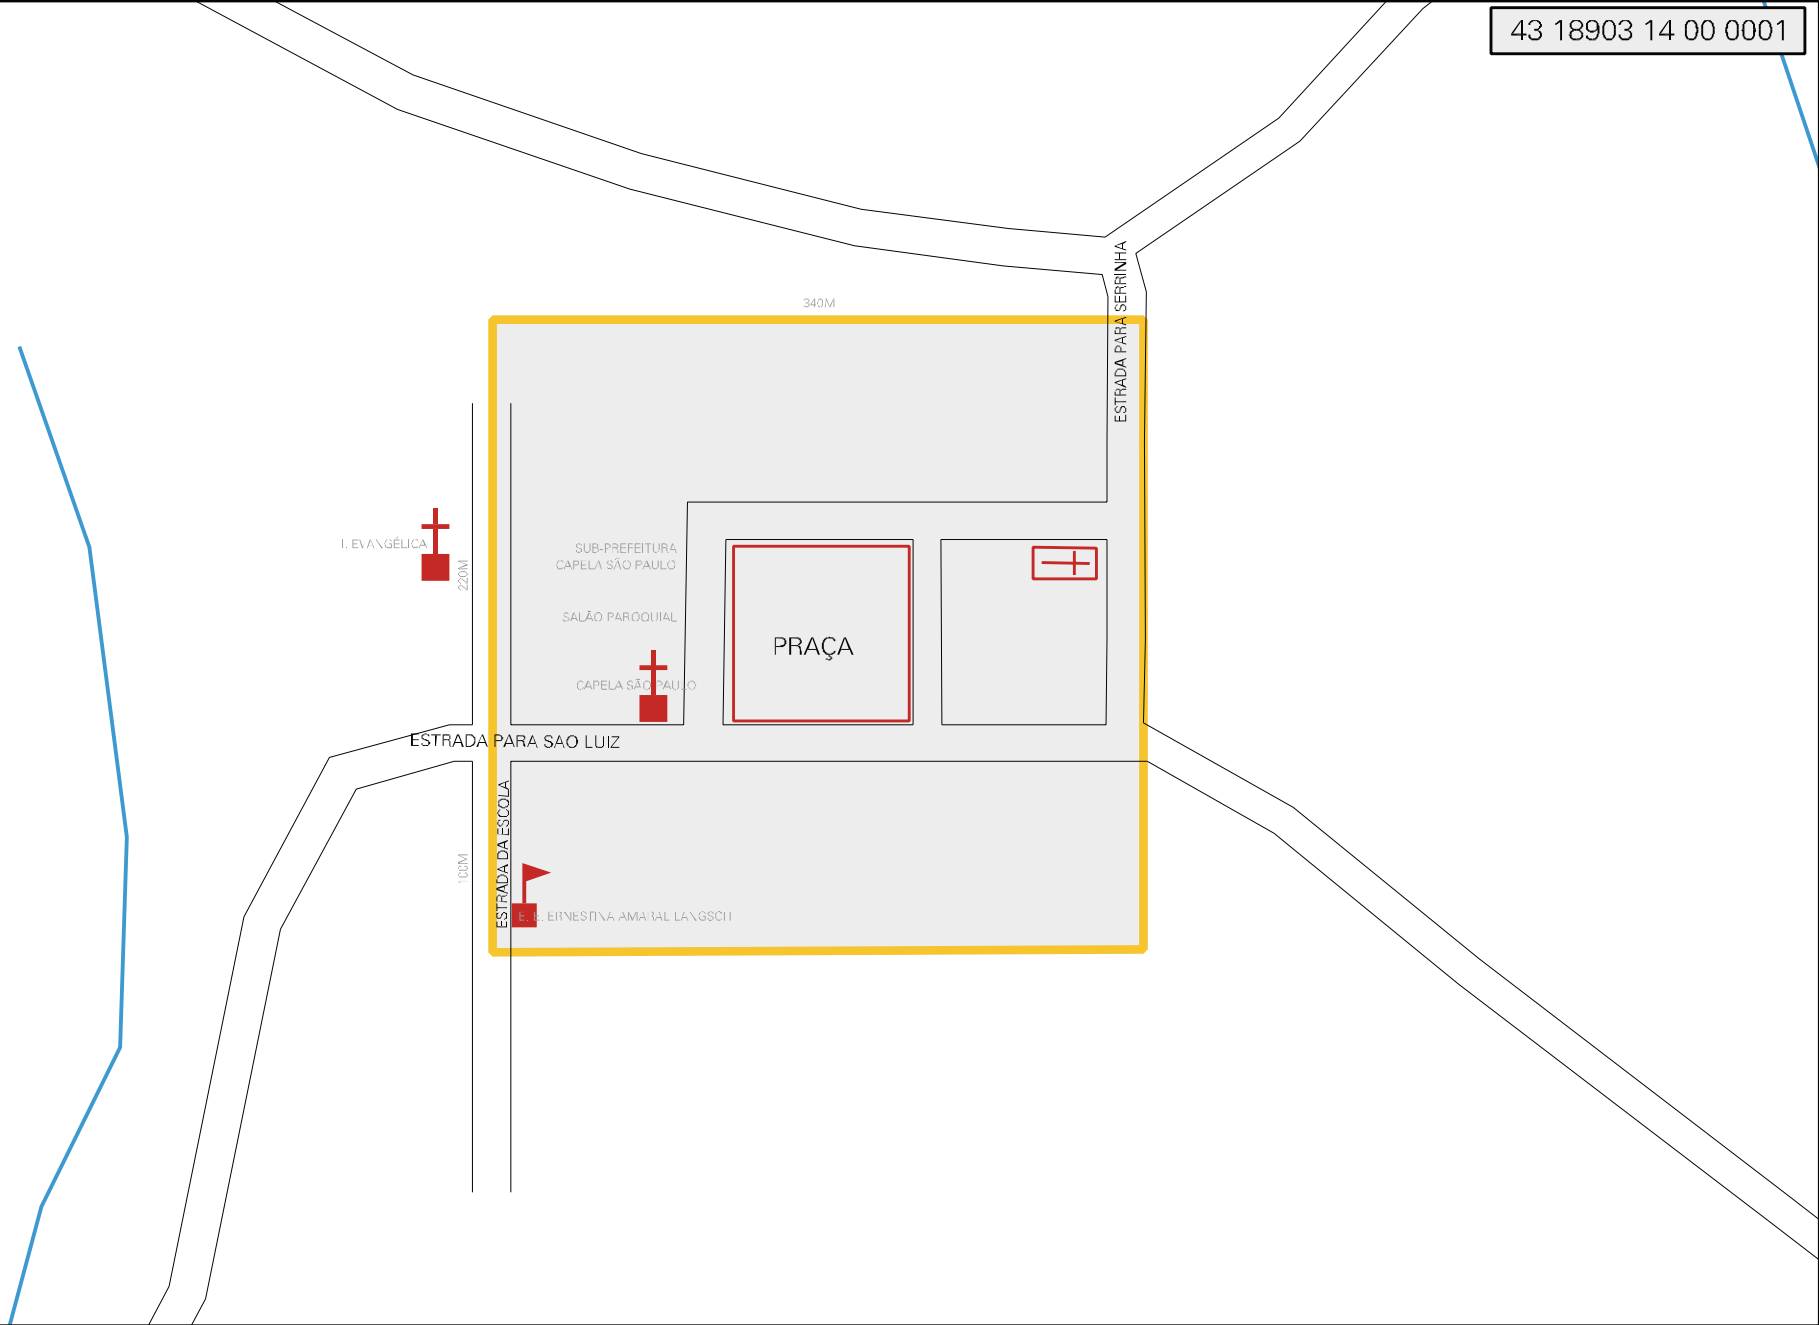 43 18903 14 00 0001
ESTRADA PARA SERRINHA
340M
I. EVANGÉLICA
220M
SUB-PREFEITURA
CAPELA SÃO PAULO
SALÃO PAROQUIAL
PRAÇA
CAPELA SÃO PAULO
ESTRADA PARA SAO LUIZ
ESTRADA DA ESCOLA
100M
E. E. ERNESTINA AMARAL LANGSCH